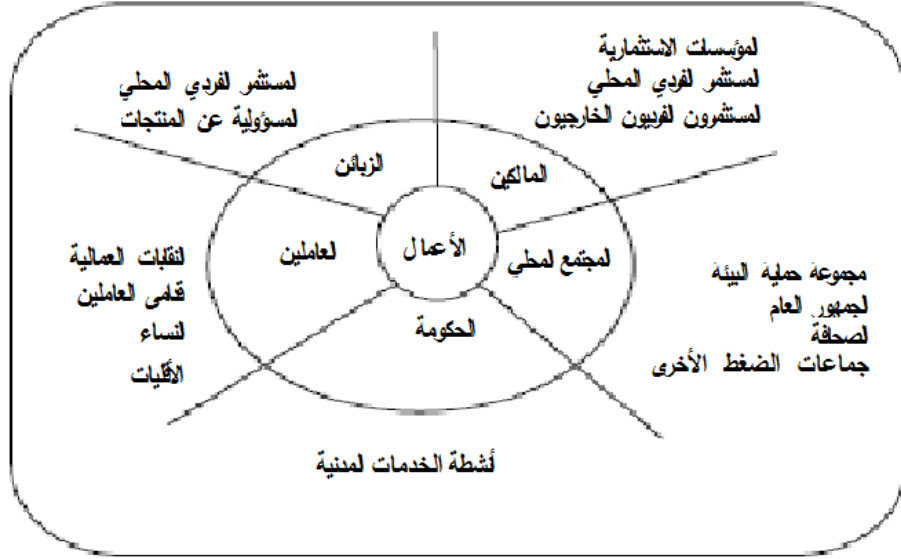 لمؤسسات الاستثمارية
لمستثمر لفردي المحلي
لمستثمرون لفرديون الخارجيون
لمستثمر لفردي المحلي
لمسؤولية عن المنتجات
الزبائن
المالكين
الأعمال
لعاملين
لمجتمع لمحلي
الحكومة
لنقابات العمالية
قدامى العاملين
لنساء
الأقليات
مجموعة حماية البيئة
لجمهور العام
لصحافة
جماعات الضغط الأخرى
أنشطة الخدمات لمدنية